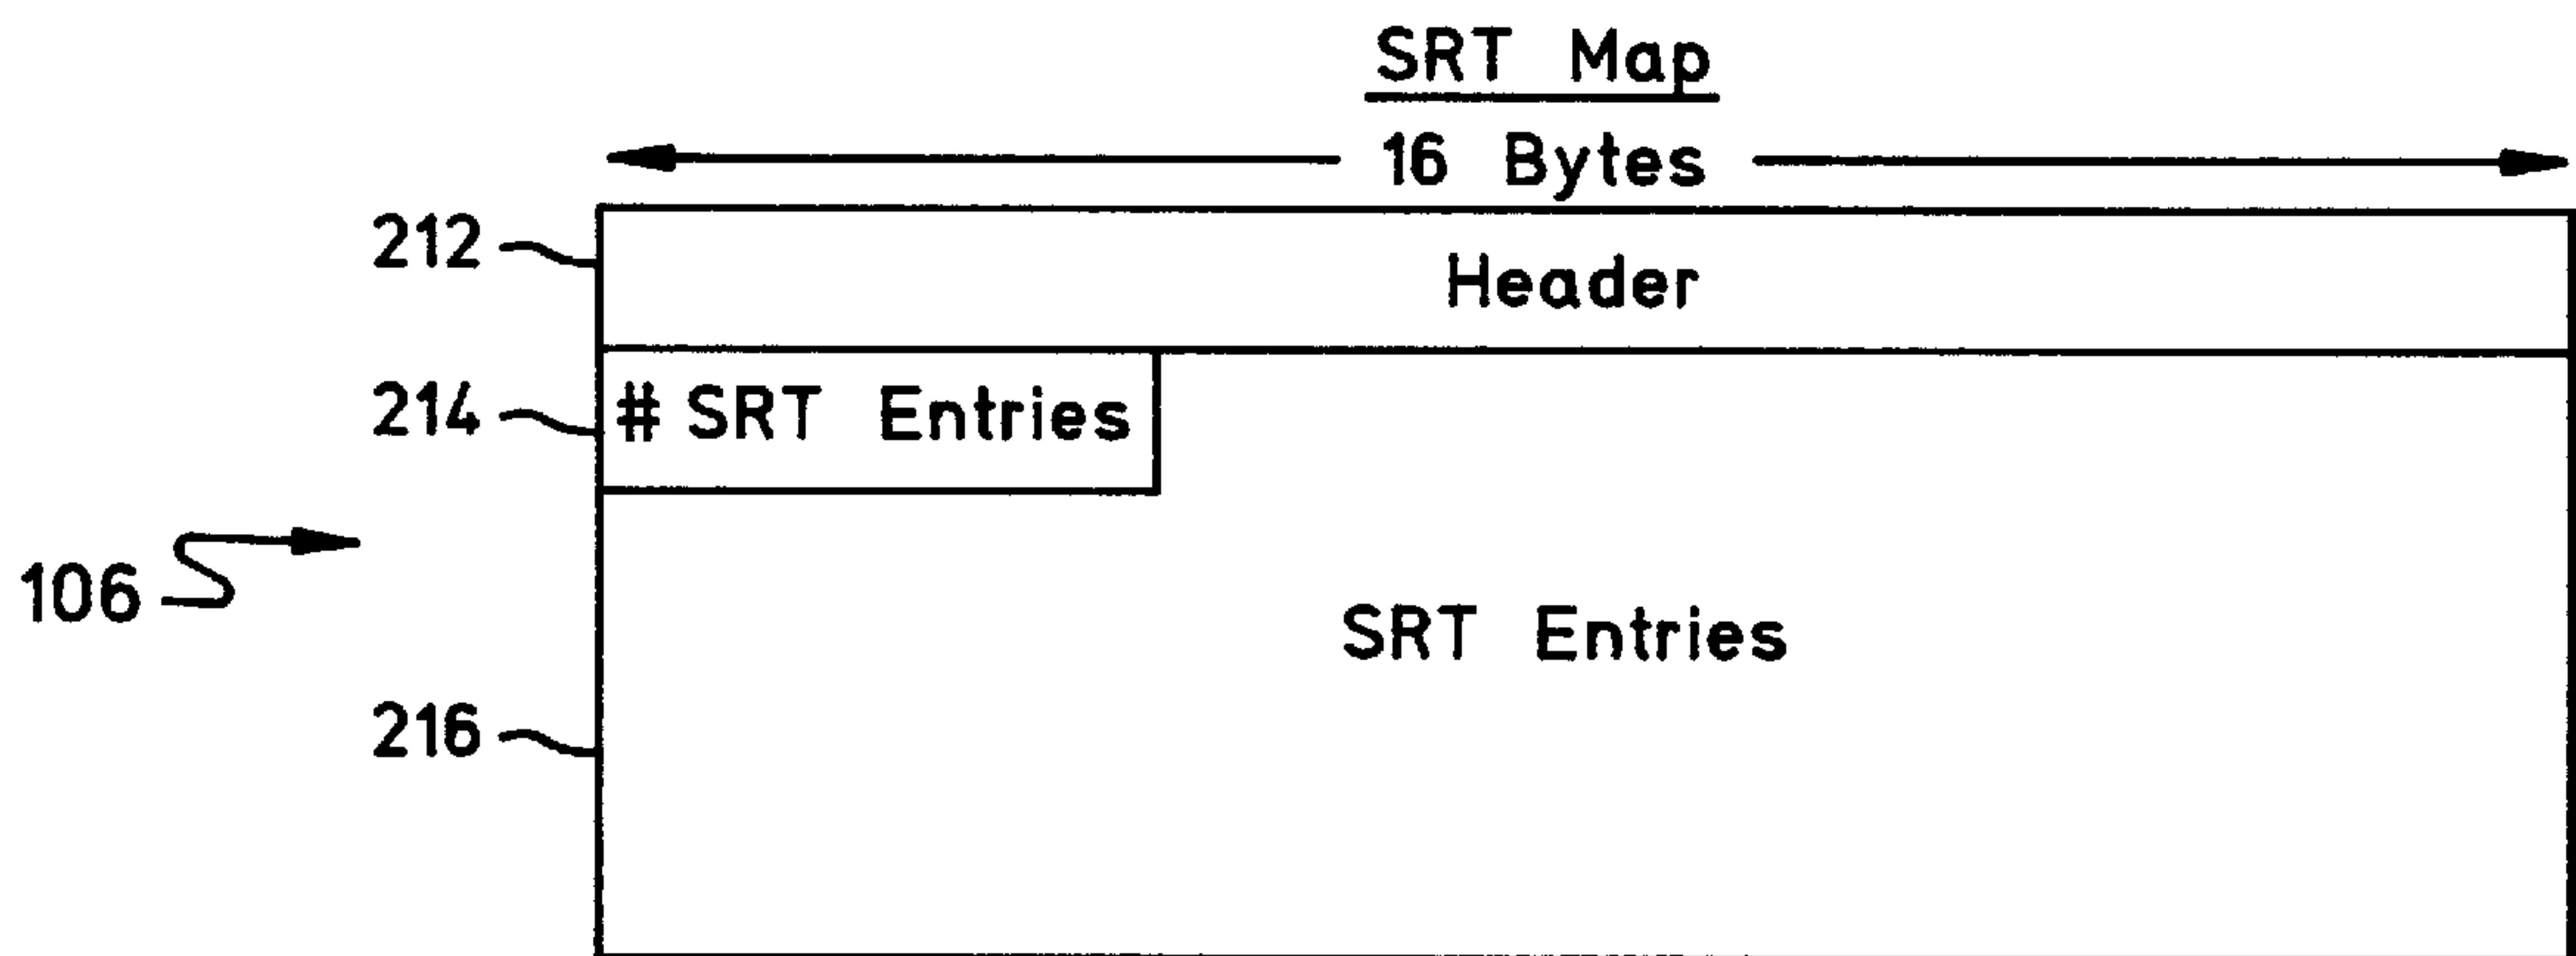 SRT Map
16 Bytes
212
Header
214
# SRT Entries
106
SRT Entries
216